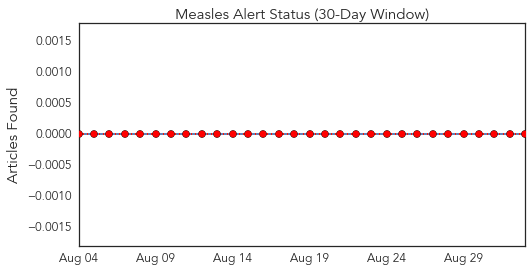 Measles Alert Status (30-Day Window)
Articles Found
0.0015
0.0010
0.0005
0.0000
−0.0005
−0.0010
−0.0015
Aug 04 Aug 09 Aug 14 Aug 19 Aug 24 Aug 29